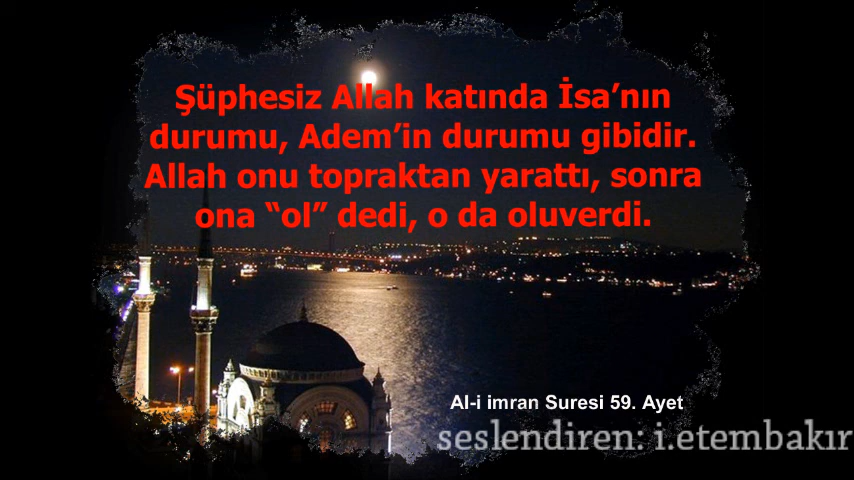 Şüphesiz Allah katında İsa’nın
durumu, Adem’in durumu gibidir.
Allah onu topraktan yarattı, sonra
ona “ol” dedi, o da oluverdi.
Al-i imran Suresi 59. Ayet
seslendiren: i.etembakır